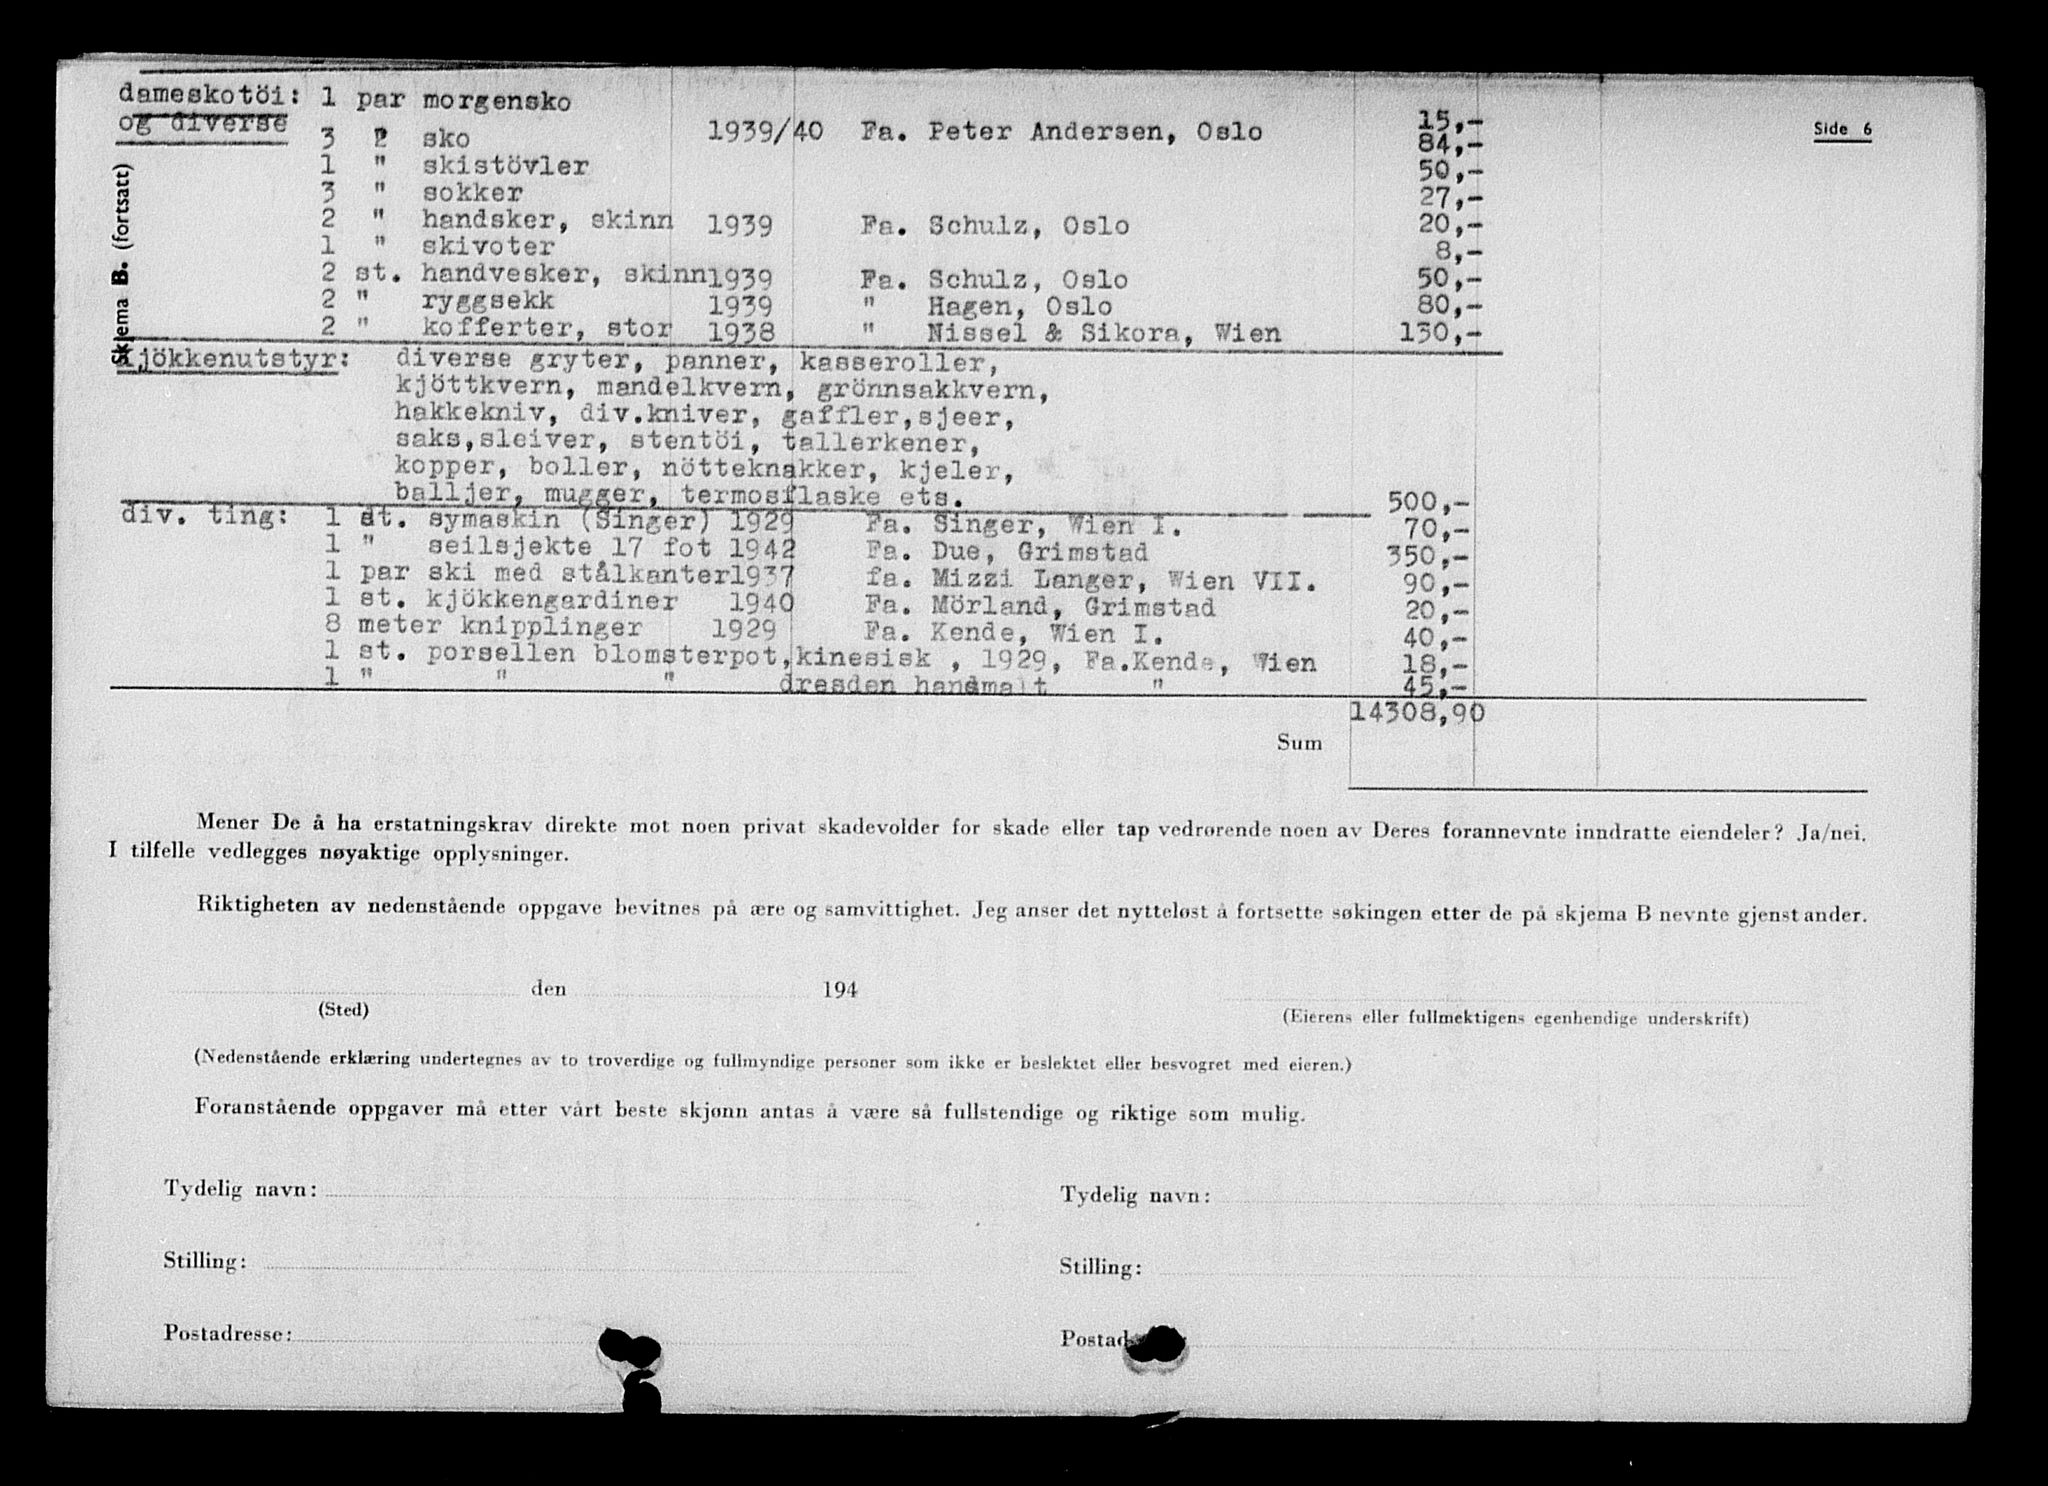 dameskotöi: 1 par morgensko 15,-
og diverse 3 " sko 1939/40 Fa. Peter Andersen, Oslo 84,- Side 6
1 " skistövler 50,-
3 " sokker 27,-
2 " handsker, skinn 1939 Fa. Schulz, Oslo 20,-
1 " skivoter 8,-
2 st. handvesker, skinn 1939 Fa. Schulz, Oslo 50,-
2 " ryggsekk 1939 " Hagen, Oslo 80,-
2 " kofferter, stor 1938 " Nissel & Sikora, Wien 130,-
Skjema B. (fortsatt)
kjökkenutstyr: diverse gryter, panner, kasseroller,
kjöttkvern, mandelkvern, grönnsakkvern,
hakkekniv, div.kniver, gaffler,sjeer,
saks,sleiver, stentöi, tallerkener,
kopper, boller, nötteknakker, kjeler,
balljer, mugger, termosflaske ets. 500,-
div. ting: 1 st. symaskin (Singer) 1929 Fa. Singer, Wien I. 70,-
1 " seilsjekte 17 fot 1942 Fa. Due, Grimstad 350,-
1 par ski med stålkanter 1937 fa. Mizzi Langer, Wien VII. 90,-
1 st. kjökkengardiner 1940 Fa. Mörland, Grimstad 20,-
8 meter knipplinger 1929 Fa. Kende, Wien I. 40,-
1 st. porsellen blomsterpot,kinesisk , 1929, Fa.Kende, Wien 18,-
1 " " " dresden handmalt " 45,-
14308,90
Sum
Mener De å ha erstatningskrav direkte mot noen privat skadevolder for skade eller tap vedrørende noen av Deres forannevnte inndratte eiendeler? Ja/nei.
I tilfelle vedlegges nøyaktige opplysninger.
Riktigheten av nedenstående oppgave bevitnes på ære og samvittighet. Jeg anser det nytteløst å fortsette søkingen etter de på skjema B nevnte gjenstander.
den 194
(Sted) (Eierens eller fullmektigens egenhendige underskrift)
(Nedenstående erklæring undertegnes av to troverdige og fullmyndige personer som ikke er beslektet eller besvogret med eieren.)
Foranstående oppgaver må etter vårt beste skjønn antas å være så fullstendige og riktige som mulig.
Tydelig navn: Tydelig navn:
Stilling: Stilling:
Postadresse: Postad